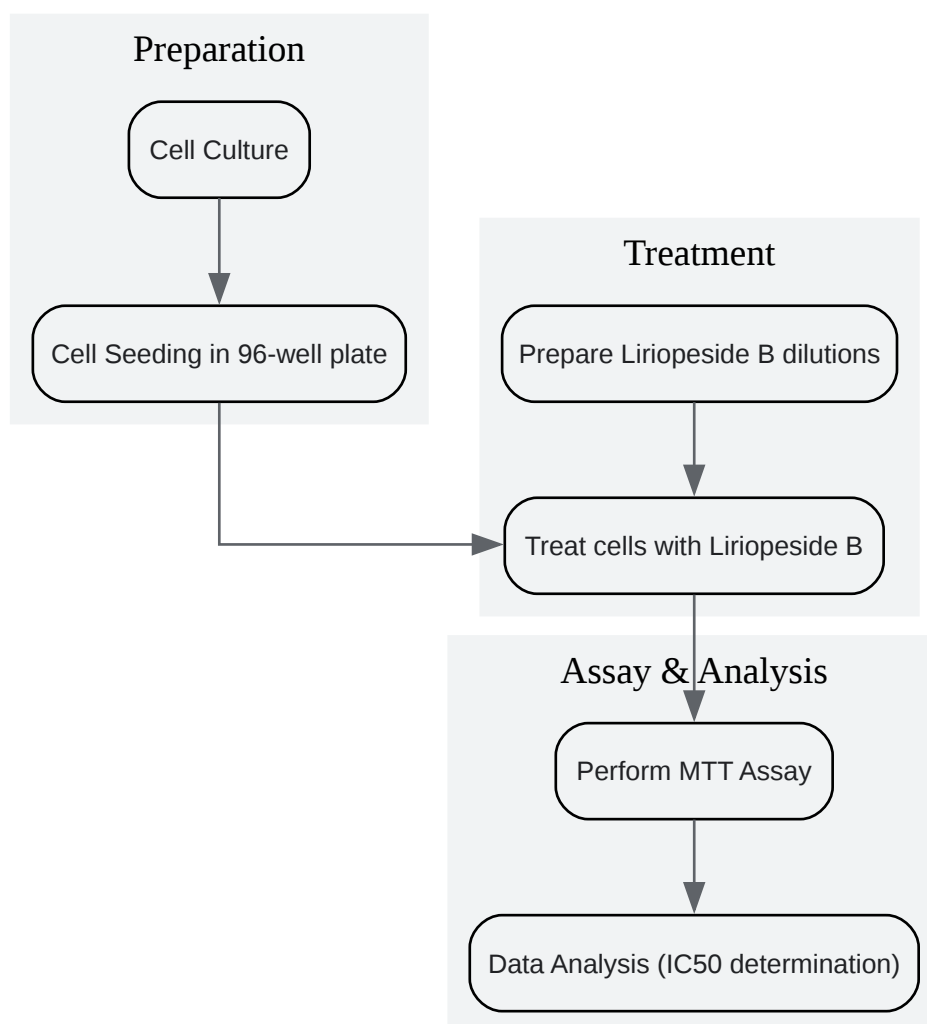 Preparation
Cell Culture
Cell Seeding in 96-well plate
Treatment
Prepare Liriopeside B dilutions
Treat cells with Liriopeside B
Assay & Analysis
Perform MTT Assay
Data Analysis (IC50 determination)